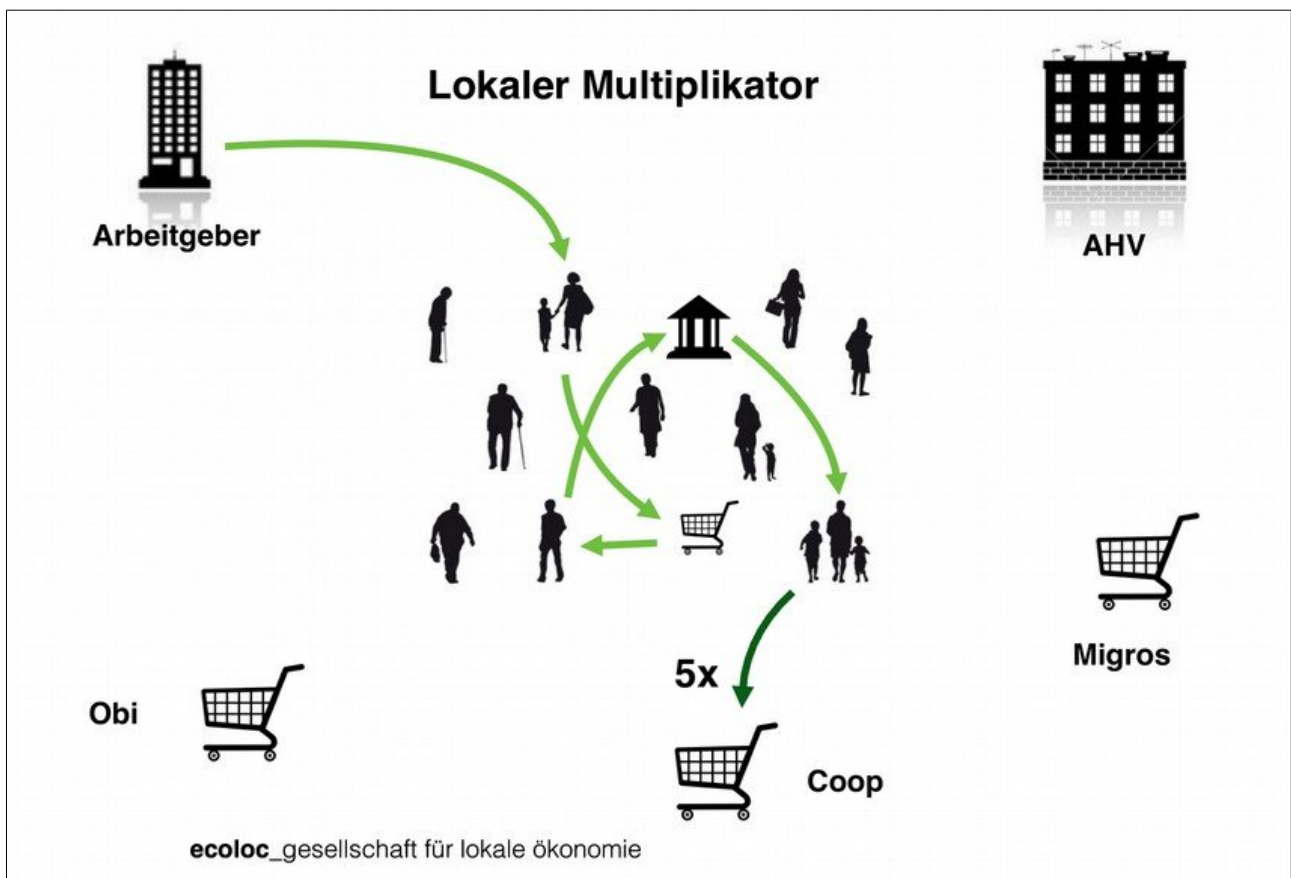 Lokaler Multiplikator
Arbeitgeber
AHV
Migros
5x
Obi
Coop
ecoloc_gesellschaft für lokale ökonomie